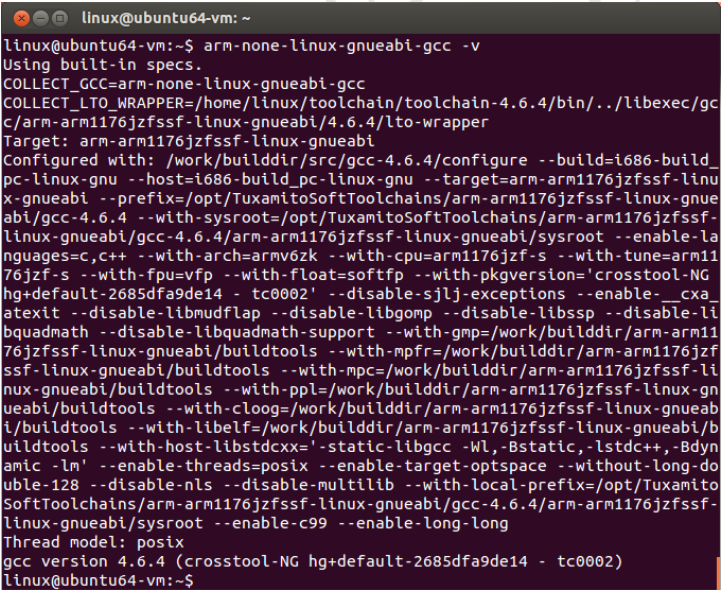 linux@ubuntu64-vm: ~
linux@ubuntu64-vm:~$ arm-none-linux-gnueabi-gcc -v
Using built-in specs.
COLLECT_GCC=arm-none-linux-gnueabi-gcc
COLLECT_LTO_WRAPPER=/home/linux/toolchain/toolchain-4.6.4/bin/../libexec/gc
c/arm-arm1176jzfssf-linux-gnueabi/4.6.4/lto-wrapper
Target: arm-arm1176jzfssf-linux-gnueabi
Configured with: /work/builddir/src/gcc-4.6.4/configure --build=i686-build_
pc-linux-gnu --host=i686-build_pc-linux-gnu --target=arm-arm1176jzfssf-linu
x-gnueabi --prefix=/opt/TuxamitoSoftToolchains/arm-arm1176jzfssf-linux-gnue
abi/gcc-4.6.4 --with-sysroot=/opt/TuxamitoSoftToolchains/arm-arm1176jzfssf-
linux-gnueabi/gcc-4.6.4/arm-arm1176jzfssf-linux-gnueabi/sysroot --enable-la
nguages=c,c++ --with-arch=armv6zk --with-cpu=arm1176jzf-s --with-tune=arm11
76jzf-s --with-fpu=vfp --with-float=softfp --with-pkgversion='crosstool-NG 
hg+default-2685dfa9de14 - tc0002' --disable-sjlj-exceptions --enable-__cxa_
atexit --disable-libmudflap --disable-libgomp --disable-libssp --disable-li
bquadmath --disable-libquadmath-support --with-gmp=/work/builddir/arm-arm11
76jzfssf-linux-gnueabi/buildtools --with-mpfr=/work/builddir/arm-arm1176jzf
ssf-linux-gnueabi/buildtools --with-mpc=/work/builddir/arm-arm1176jzfssf-li
nux-gnueabi/buildtools --with-ppl=/work/builddir/arm-arm1176jzfssf-linux-gn
ueabi/buildtools --with-cloog=/work/builddir/arm-arm1176jzfssf-linux-gnueab
i/buildtools --with-libelf=/work/builddir/arm-arm1176jzfssf-linux-gnueabi/b
uildtools --with-host-libstdcxx='-static-libgcc -Wl,-Bstatic,-lstdc++,-Bdyn
amic -lm' --enable-threads=posix --enable-target-optspace --without-long-do
uble-128 --disable-nls --disable-multilib --with-local-prefix=/opt/Tuxamito
SoftToolchains/arm-arm1176jzfssf-linux-gnueabi/gcc-4.6.4/arm-arm1176jzfssf-
linux-gnueabi/sysroot --enable-c99 --enable-long-long
Thread model: posix
gcc version 4.6.4 (crosstool-NG hg+default-2685dfa9de14 - tc0002)
linux@ubuntu64-vm:~$